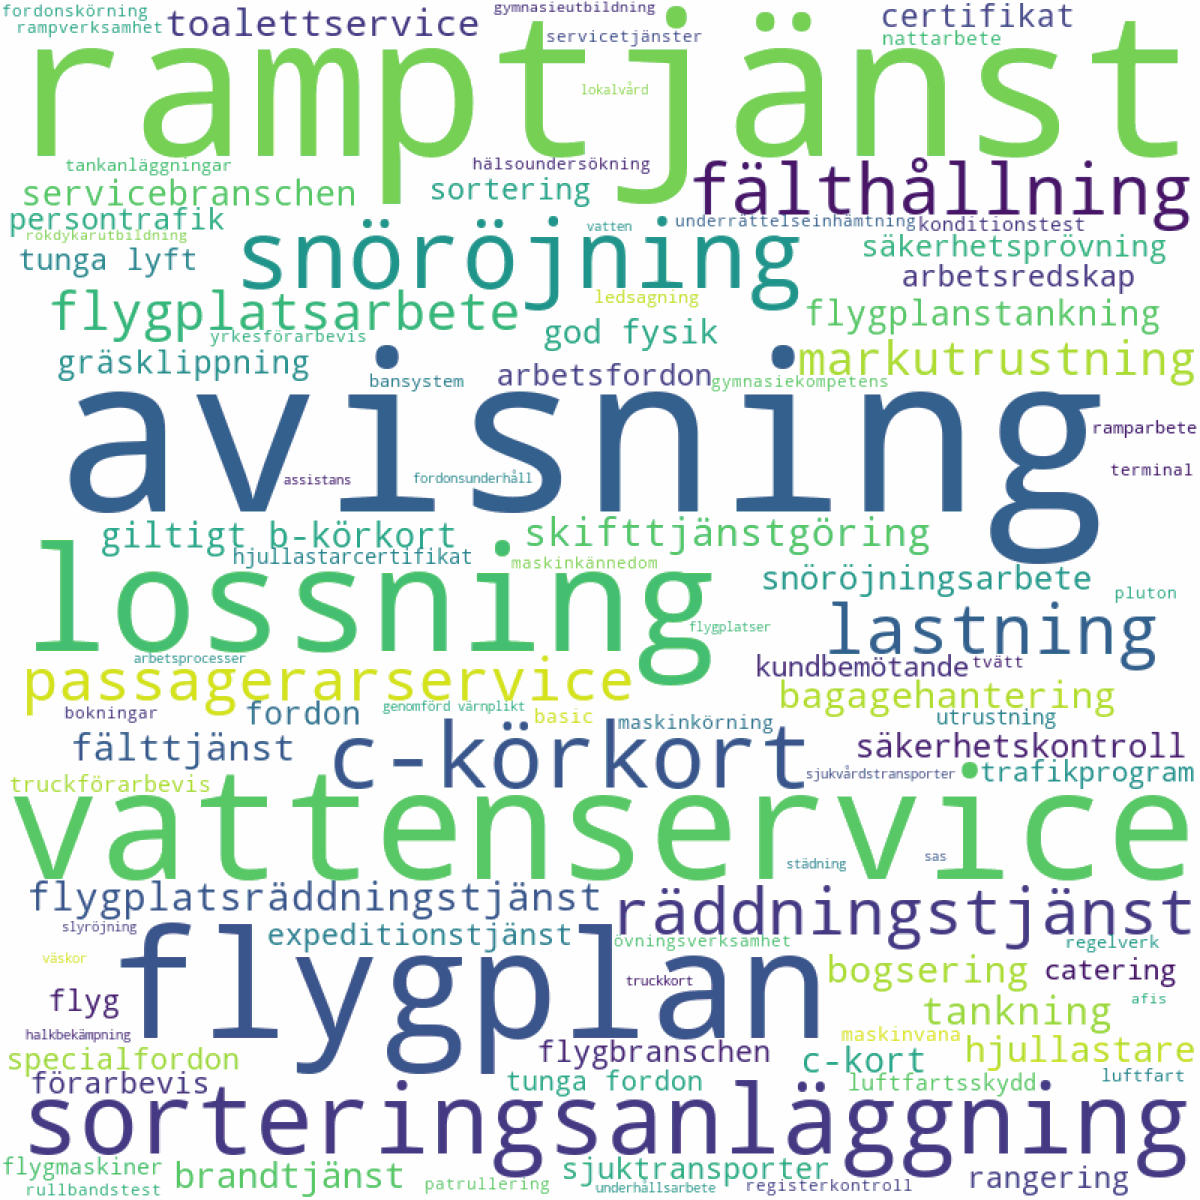 fordonskörning
gymnasieutbildning
certifikat
rampverksamhet
toalettservice
servicetjänster
nattarbete
ramptjänst
lokalvård
tankanläggningar
hälsoundersökning
servicebranschen
sortering
fälthållning
persontrafik
vatten
underrättelseinhämtning
konditionstest
rökdykarutbildning
snöröjning
säkerhetsprövning
tunga lyft
arbetsredskap
flygplatsarbete
ledsagning
flygplanstankning
yrkesförarbevis
god fysik
gräsklippning
markutrustning
bansystem
arbetsfordon
gymnasiekompetens
avisning
ramparbete
assistans
fordonsunderhåll
terminal
giltigt b-körkort
skifttjänstgöring
hjullastarcertifikat
maskinkännedom
lossning
snöröjningsarbete
pluton
flygplatser
lastning
arbetsprocesser
kundbemötande
tvätt
passagerarservice
bagagehantering
bokningar
fordon
genomförd värnplikt
basic
maskinkörning
utrustning
fälttjänst
c-körkort
säkerhetskontroll
truckförarbevis
sjukvårdstransporter
trafikprogram
vattenservice
städning
sas
flygplatsräddningstjänst
räddningstjänst
slyröjning
expeditionstjänst
övningsverksamhet
regelverk
väskor
flygplan
bogsering
catering
truckkort
flyg
tankning
afis
halkbekämpning
maskinvana
specialfordon
flygbranschen
c-kort
hjullastare
förarbevis
tunga fordon
luftfartsskydd
luftfart
sorteringsanläggning
flygmaskiner
brandtjänst
sjuktransporter
rangering
rullbandstest
patrullering
underhållsarbete
registerkontroll